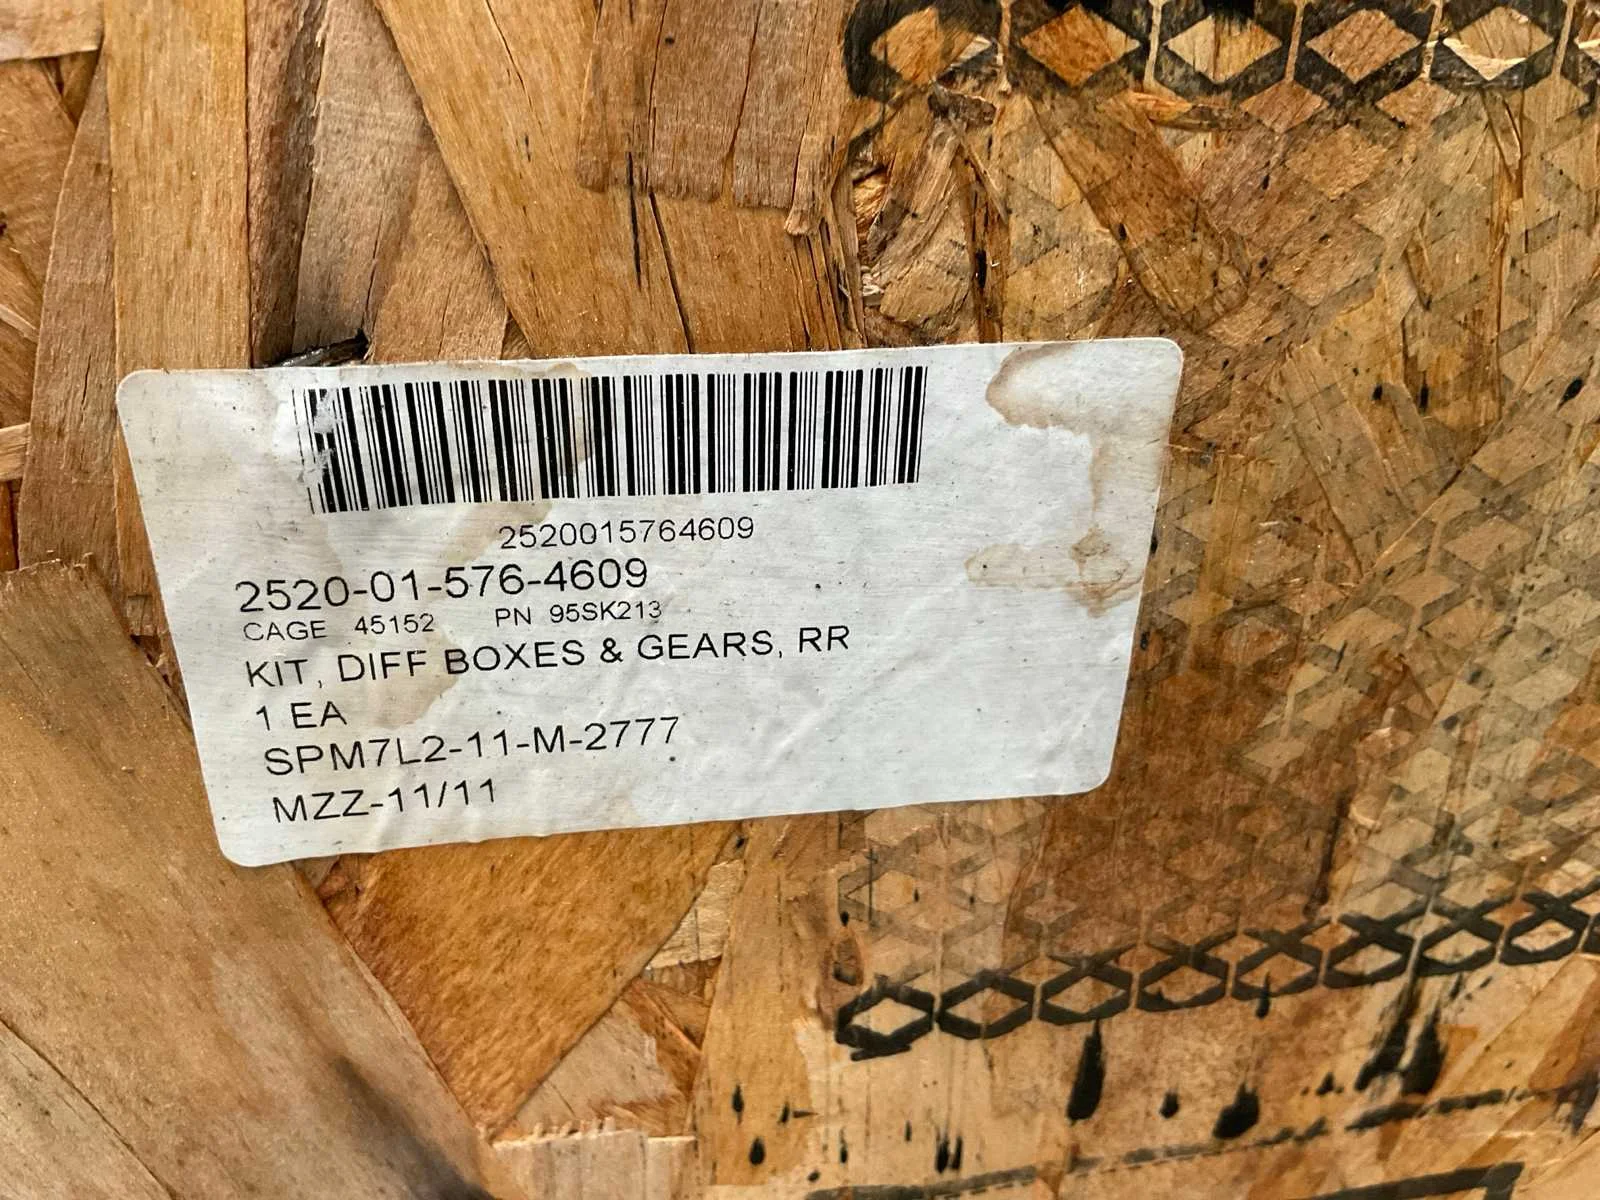 2520015764609
2520-01-576-4609
CAGE 45152 PN 95SK213
KIT, DIFF BOXES & GEARS, RR
1 EA
SPM7L2-11-M-2777
MZZ-11/11